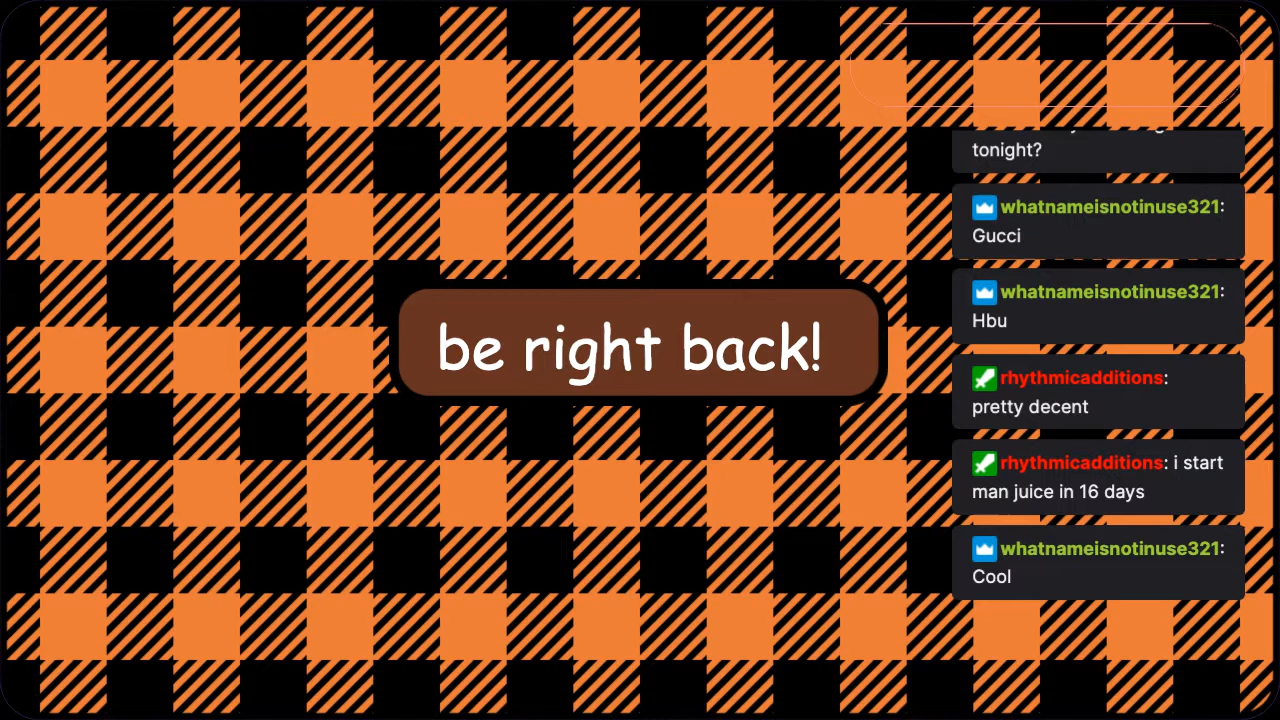 be right back!
tonight?
whatnameisnotinuse321:
Gucci
whatnameisnotinuse321:
Hbu
rhythmicadditions:
pretty decent
rhythmicadditions: i start
man juice in 16 days
whatnameisnotinuse321:
Cool